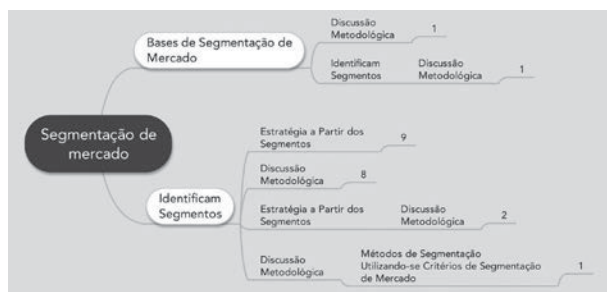 Segmentação de
mercado
Bases de Segmentação de
Mercado
Discussão
Metodológica
1
Identificam
Segmentos
Discussão
Metodológica
1
Identificam
Segmentos
Estratégia a Partir dos
Segmentos
9
Discussão
Metodológica
8
Estratégia a Partir dos
Segmentos
Discussão
Metodológica
2
Discussão
Metodológica
Métodos de Segmentação
Utilizando-se Critérios de Segmentação
de Mercado
1